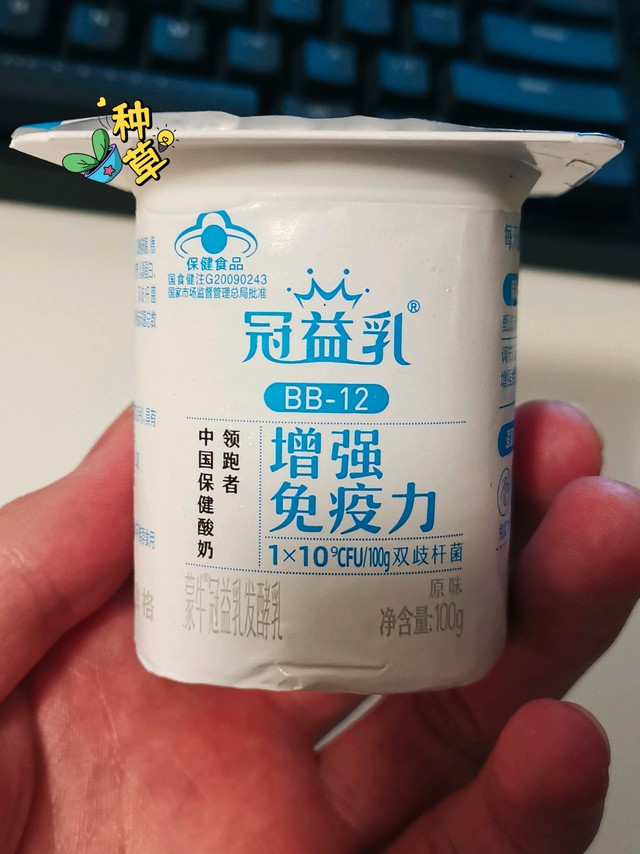 种草
保健食品
国食健注G20090243
国家市场监督管理总局批准
冠益乳®
BB-12
领跑者
中国保健酸奶
增强
免疫力
1×10⁹CFU/100g双歧杆菌
蒙牛®冠益乳发酵乳
原味
净含量:100g